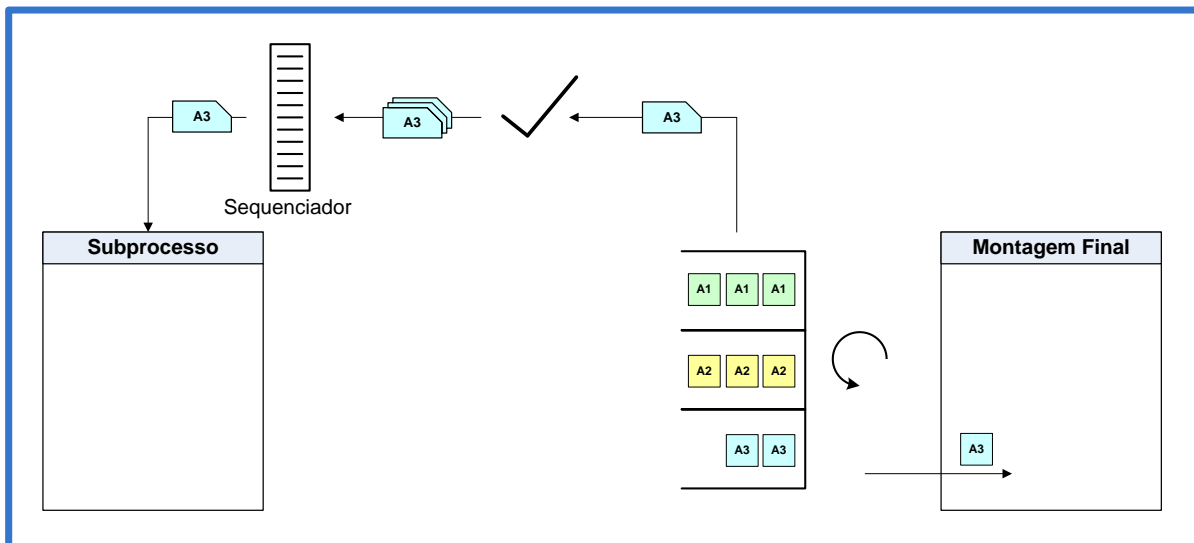 A3
A3
A3
Sequenciador
Subprocesso
Montagem Final
A1 A1 A1
A2 A2 A2
A3 A3
A3